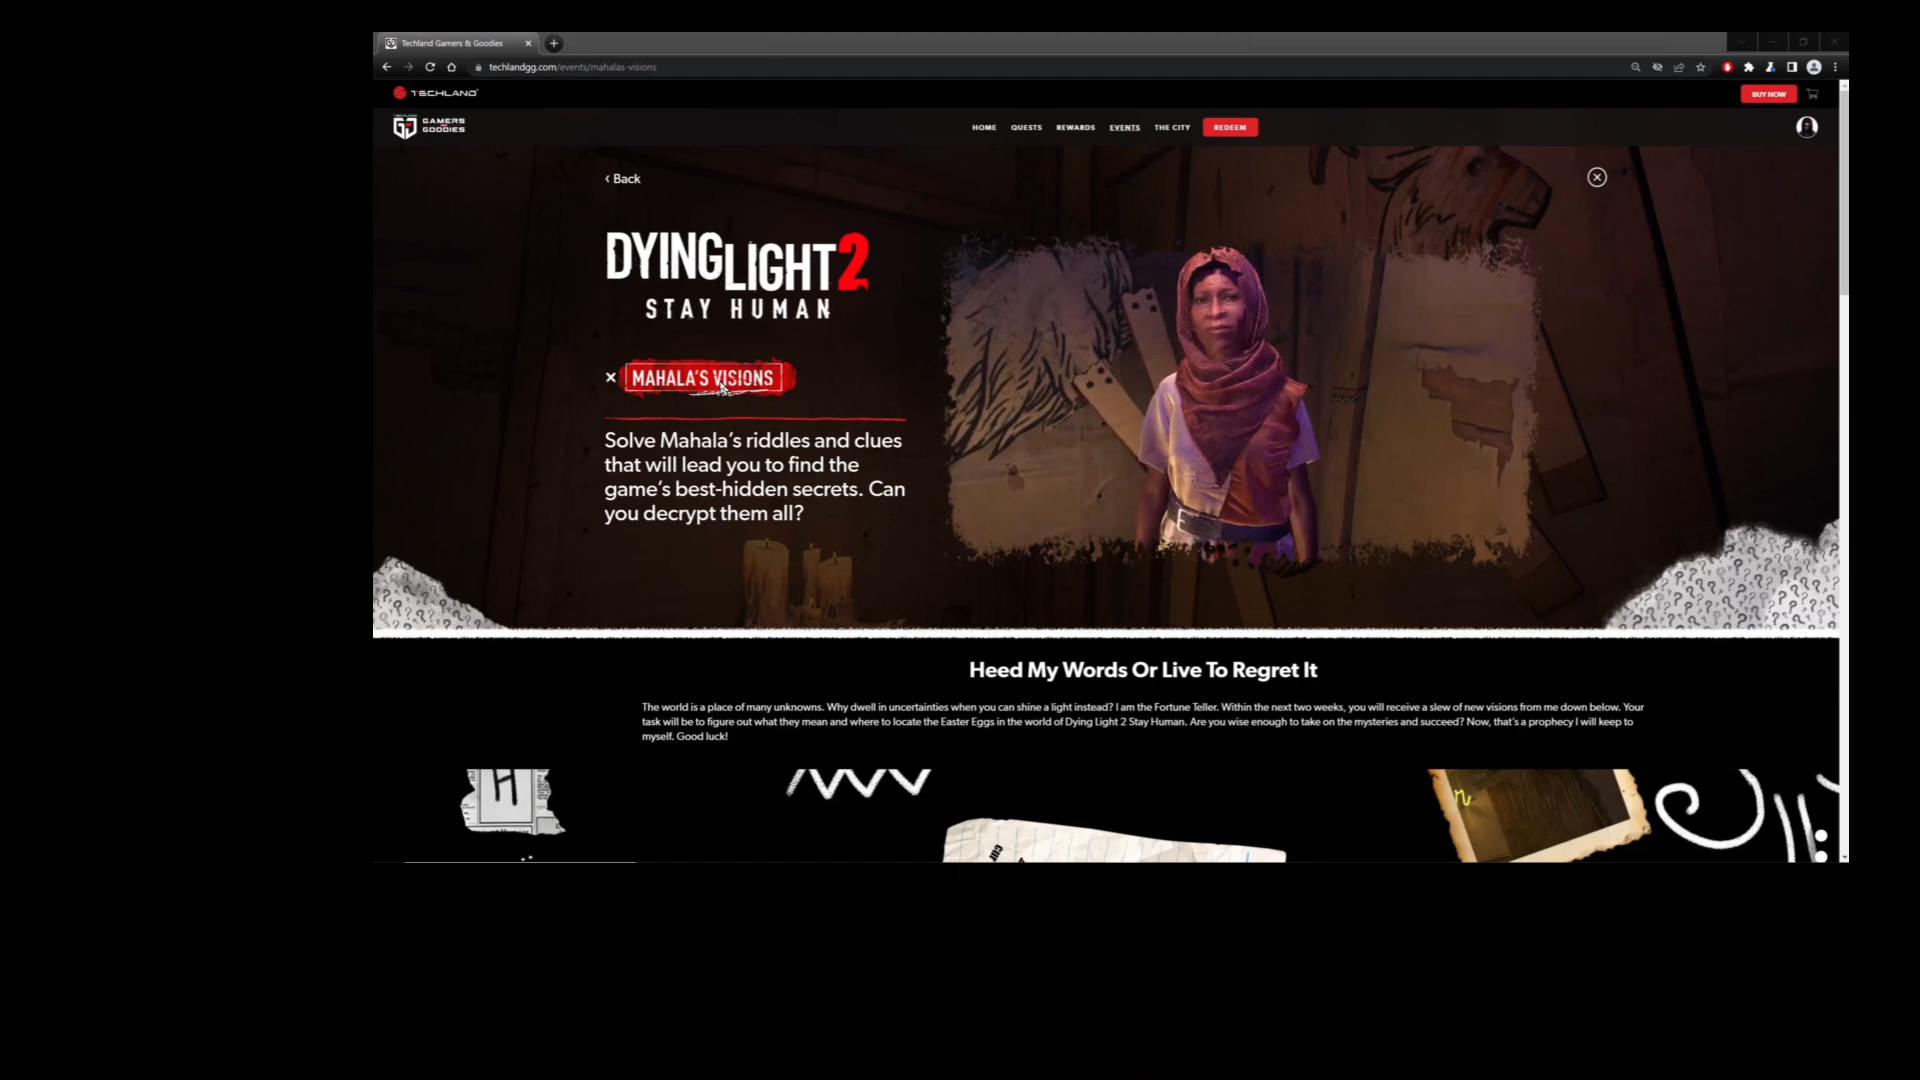 Techland Gamers & Goodies
techlandgg.com/events/mahalas-visions
TECHLAND
BUY NOW
GG GAMERS
GOODIES
HOME QUESTS REWARDS EVENTS THE CITY REDEEM
‹ Back
DYING LIGHT 2
STAY HUMAN
MAHALA'S VISIONS
Solve Mahala's riddles and clues
that will lead you to find the
game's best-hidden secrets. Can
you decrypt them all?
Heed My Words Or Live To Regret It
The world is a place of many unknowns. Why dwell in uncertainties when you can shine a light instead? I am the Fortune Teller. Within the next two weeks, you will receive a slew of new visions from me down below. Your
task will be to figure out what they mean and where to locate the Easter Eggs in the world of Dying Light 2 Stay Human. Are you wise enough to take on the mysteries and succeed? Now, that's a prophecy I will keep to
myself. Good luck!
H
cur